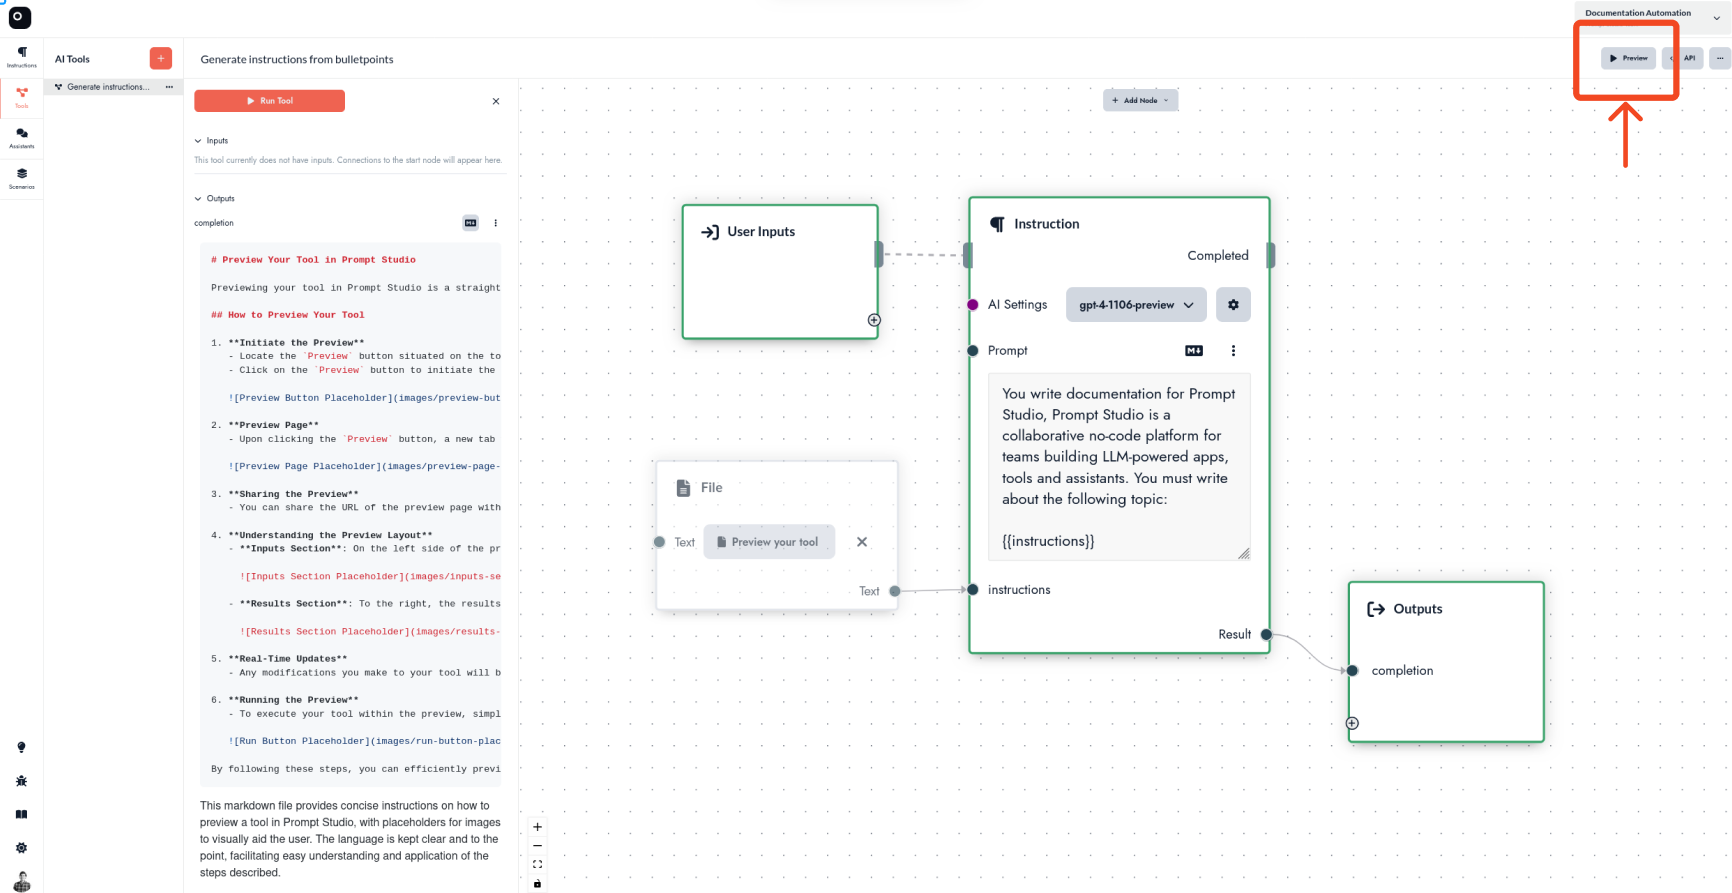 Documentation Automation
Instructions
Tools
Assistants
Scenarios
AI Tools
Generate instructions...
Generate instructions from bulletpoints
Preview
API
Run Tool
Add Node
Inputs
This tool currently does not have inputs. Connections to the start node will appear here.
Outputs
completion
# Preview Your Tool in Prompt Studio
Previewing your tool in Prompt Studio is a straight
## How to Preview Your Tool
1. **Initiate the Preview**
- Locate the `Preview` button situated on the to
- Click on the `Preview` button to initiate the
![Preview Button Placeholder](images/preview-but
2. **Preview Page**
- Upon clicking the `Preview` button, a new tab
![Preview Page Placeholder](images/preview-page-
3. **Sharing the Preview**
- You can share the URL of the preview page with
4. **Understanding the Preview Layout**
- **Inputs Section**: On the left side of the pr
![Inputs Section Placeholder](images/inputs-se
- **Results Section**: To the right, the results
![Results Section Placeholder](images/results-
5. **Real-Time Updates**
- Any modifications you make to your tool will b
6. **Running the Preview**
- To execute your tool within the preview, simpl
![Run Button Placeholder](images/run-button-plac
By following these steps, you can efficiently previ
This markdown file provides concise instructions on how to
preview a tool in Prompt Studio, with placeholders for images
to visually aid the user. The language is kept clear and to the
point, facilitating easy understanding and application of the
steps described.
User Inputs
File
Text
Preview your tool
Text
Instruction
Completed
AI Settings
gpt-4-1106-preview
Prompt
You write documentation for Prompt
Studio, Prompt Studio is a
collaborative no-code platform for
teams building LLM-powered apps,
tools and assistants. You must write
about the following topic:
{{instructions}}
instructions
Result
Outputs
completion